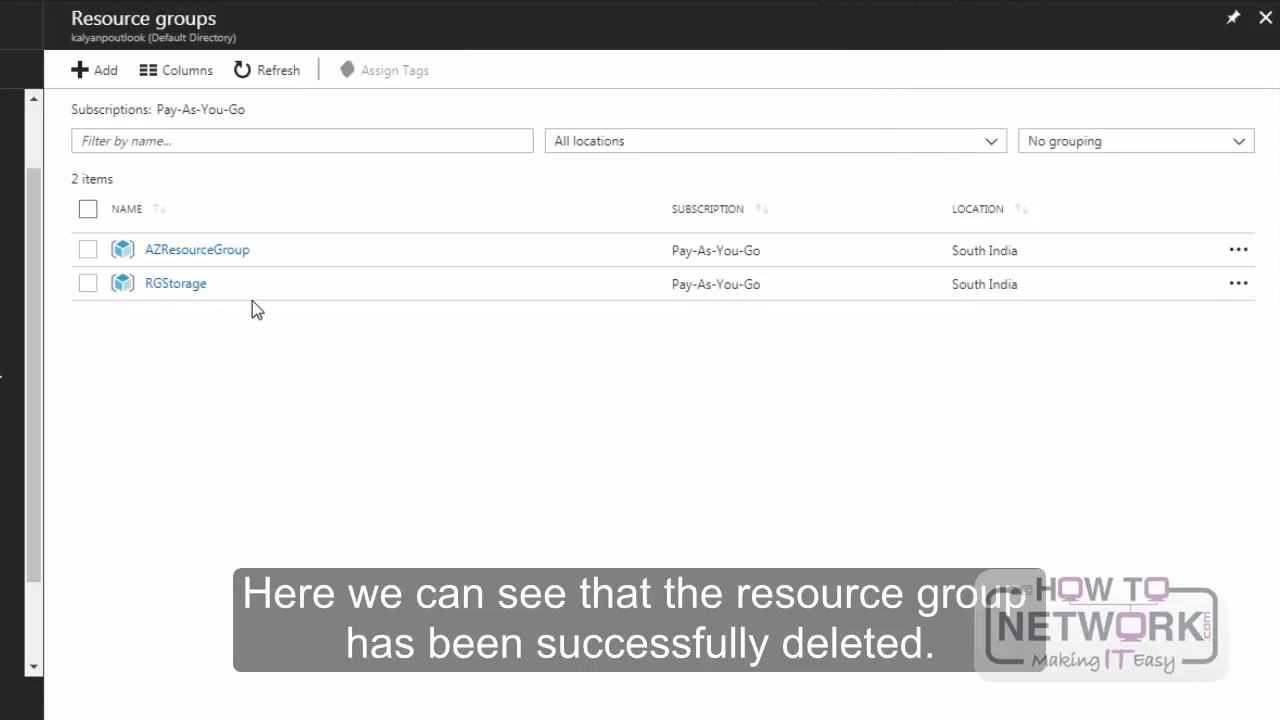 Resource groups
kalyanpoutlook (Default Directory)
Add Columns Refresh Assign Tags
Subscriptions: Pay-As-You-Go
Filter by name... All locations No grouping
2 items
NAME SUBSCRIPTION LOCATION
AZResourceGroup Pay-As-You-Go South India
RGStorage Pay-As-You-Go South India
Here we can see that the resource group
has been successfully deleted.
HOW TO
NETWORK.com
Making IT Easy